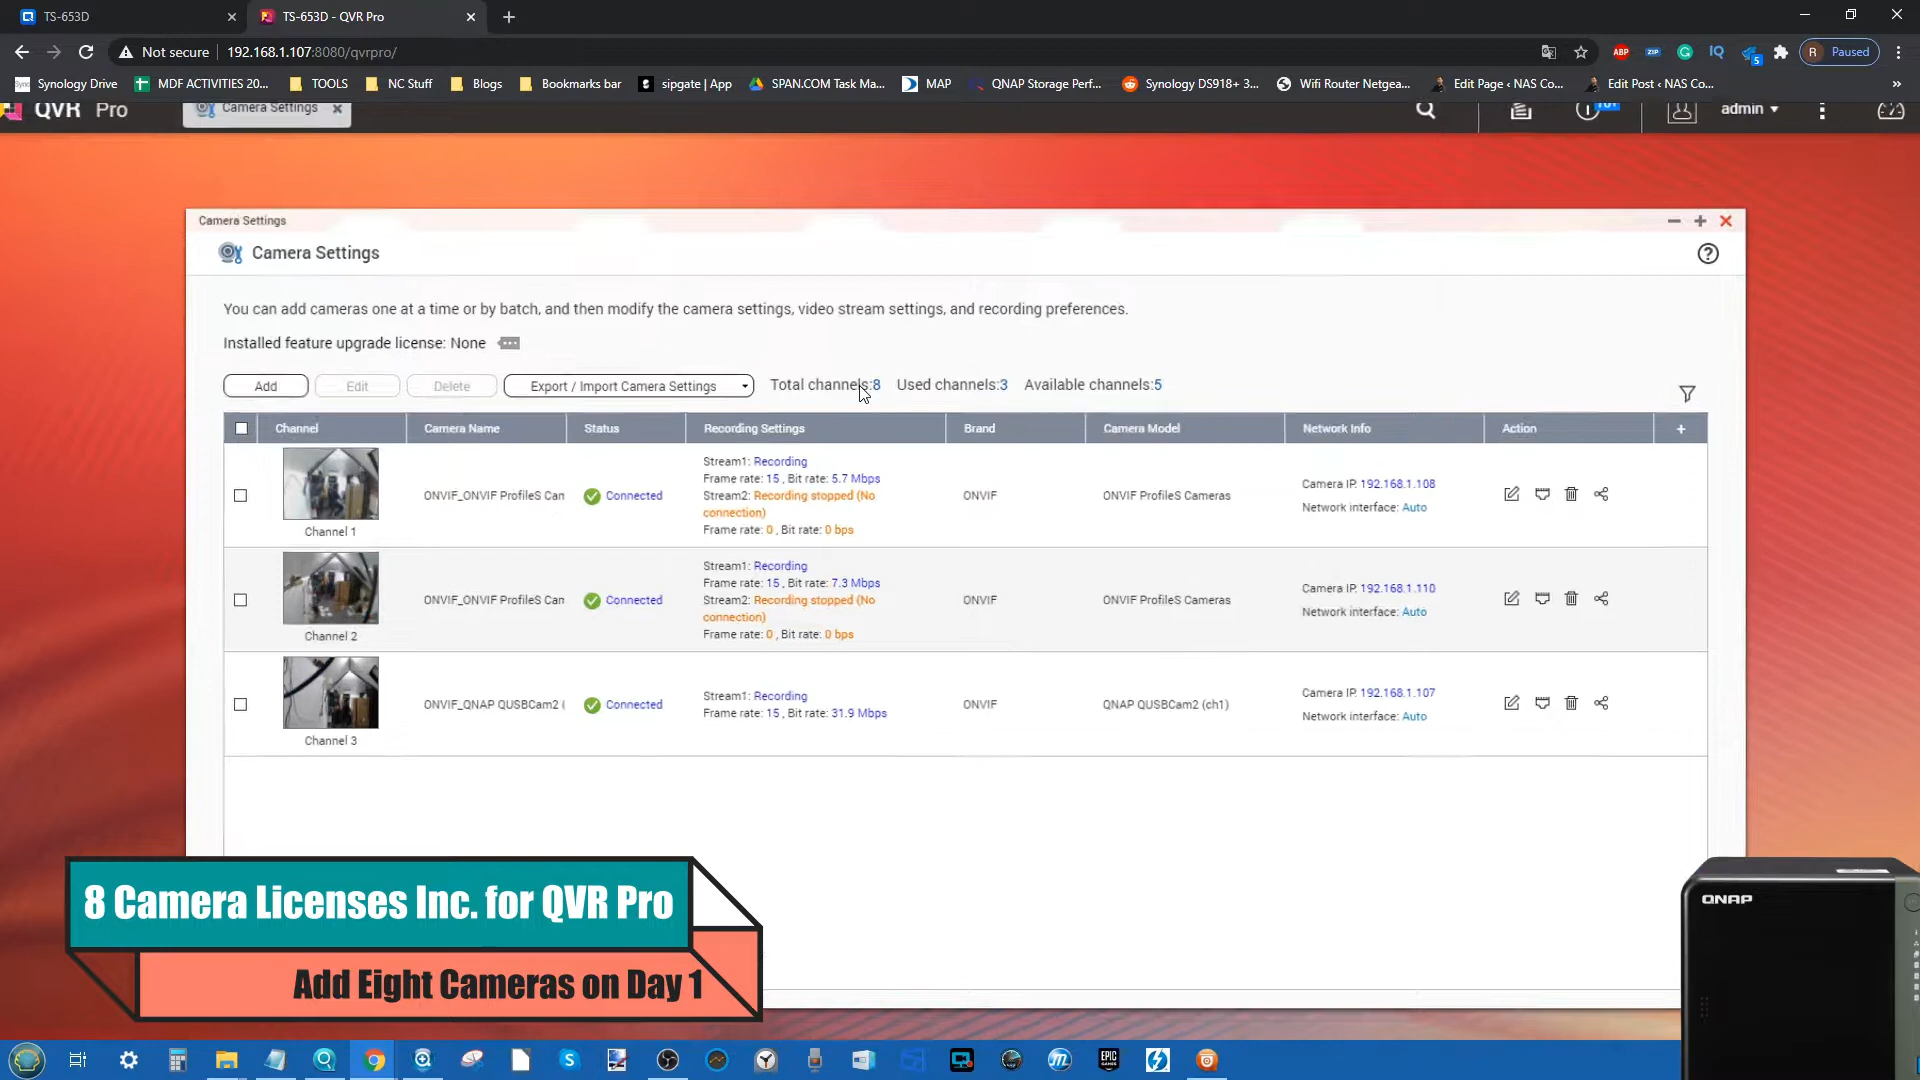 TS-653D
TS-653D - QVR Pro
Not secure 192.168.1.107:8080/qvrpro/
ABP ZIP IQ 5 R Paused
Synology Drive MDF ACTIVITIES 20... TOOLS NC Stuff Blogs Bookmarks bar sipgate | App SPAN.COM Task Ma... MAP QNAP Storage Perf... Synology DS918+ 3... Wifi Router Netgea... Edit Page ‹ NAS Co... Edit Post ‹ NAS Co...
QVR Pro Camera Settings 10+ admin
Camera Settings
Camera Settings
You can add cameras one at a time or by batch, and then modify the camera settings, video stream settings, and recording preferences.
Installed feature upgrade license: None
Add Edit Delete Export / Import Camera Settings Total channels:8 Used channels:3 Available channels:5
Channel Camera Name Status Recording Settings Brand Camera Model Network Info Action +
Stream1: Recording
Frame rate: 15 , Bit rate: 5.7 Mbps
Stream2: Recording stopped (No
connection)
Frame rate: 0 , Bit rate: 0 bps
ONVIF_ONVIF ProfileS Cam
Connected
ONVIF
ONVIF ProfileS Cameras
Camera IP: 192.168.1.108
Network interface: Auto
Channel 1
Stream1: Recording
Frame rate: 15 , Bit rate: 7.3 Mbps
Stream2: Recording stopped (No
connection)
Frame rate: 0 , Bit rate: 0 bps
ONVIF_ONVIF ProfileS Cam
Connected
ONVIF
ONVIF ProfileS Cameras
Camera IP: 192.168.1.110
Network interface: Auto
Channel 2
Stream1: Recording
Frame rate: 15 , Bit rate: 31.9 Mbps
ONVIF_QNAP QUSBCam2 (
Connected
ONVIF
QNAP QUSBCam2 (ch1)
Camera IP: 192.168.1.107
Network interface: Auto
Channel 3
8 Camera Licenses Inc. for QVR Pro
Add Eight Cameras on Day 1
QNAP
EPIC
GAMES